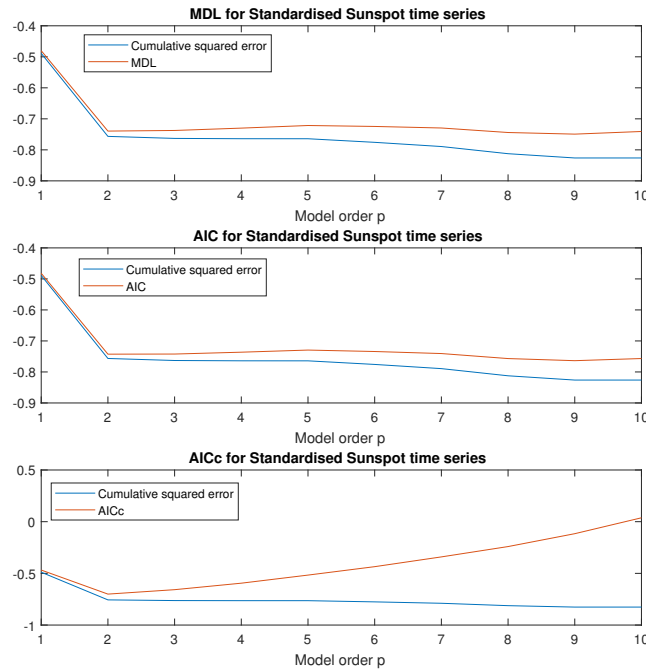 MDL for Standardised Sunspot time series
-0.4
-0.5
-0.6
-0.7
-0.8
-0.9
Cumulative squared error
MDL
1 2 3 4 5 6 7 8 9 10
Model order p
AIC for Standardised Sunspot time series
-0.4
-0.5
-0.6
-0.7
-0.8
-0.9
Cumulative squared error
AIC
1 2 3 4 5 6 7 8 9 10
Model order p
AICc for Standardised Sunspot time series
0.5
0
-0.5
-1
Cumulative squared error
AICc
1 2 3 4 5 6 7 8 9 10
Model order p